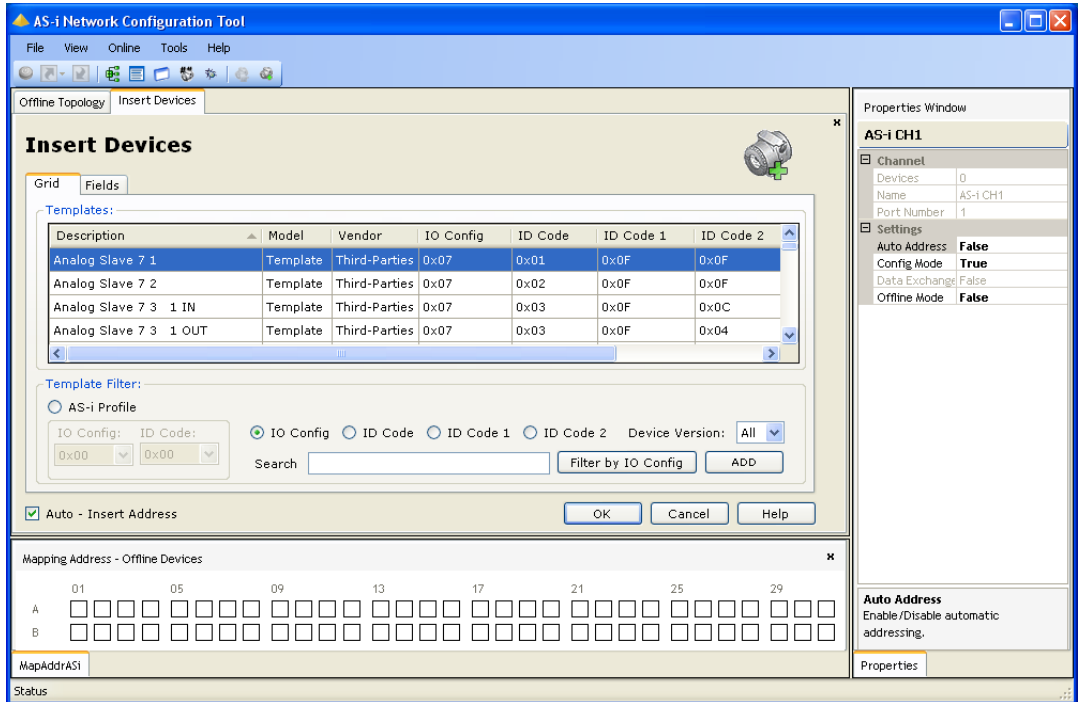 AS-i Network Configuration Tool
File View Online Tools Help
Offline Topology Insert Devices
Insert Devices
Grid Fields
Templates:
Description Model Vendor IO Config ID Code ID Code 1 ID Code 2
Analog Slave 7 1 Template Third-Parties 0x07 0x01 0x0F 0x0F
Analog Slave 7 2 Template Third-Parties 0x07 0x02 0x0F 0x0F
Analog Slave 7 3 1 IN Template Third-Parties 0x07 0x03 0x0F 0x0C
Analog Slave 7 3 1 OUT Template Third-Parties 0x07 0x03 0x0F 0x04
Template Filter:
AS-i Profile
IO Config: ID Code:
0x00 0x00
IO Config ID Code ID Code 1 ID Code 2 Device Version: All
Search Filter by IO Config ADD
Auto - Insert Address OK Cancel Help
Mapping Address - Offline Devices
01 05 09 13 17 21 25 29
A
B
MapAddrASi
Properties Window
AS-i CH1
Channel
Devices 0
Name AS-i CH1
Port Number 1
Settings
Auto Address False
Config Mode True
Data Exchange False
Offline Mode False
Auto Address
Enable/Disable automatic
addressing.
Properties
Status